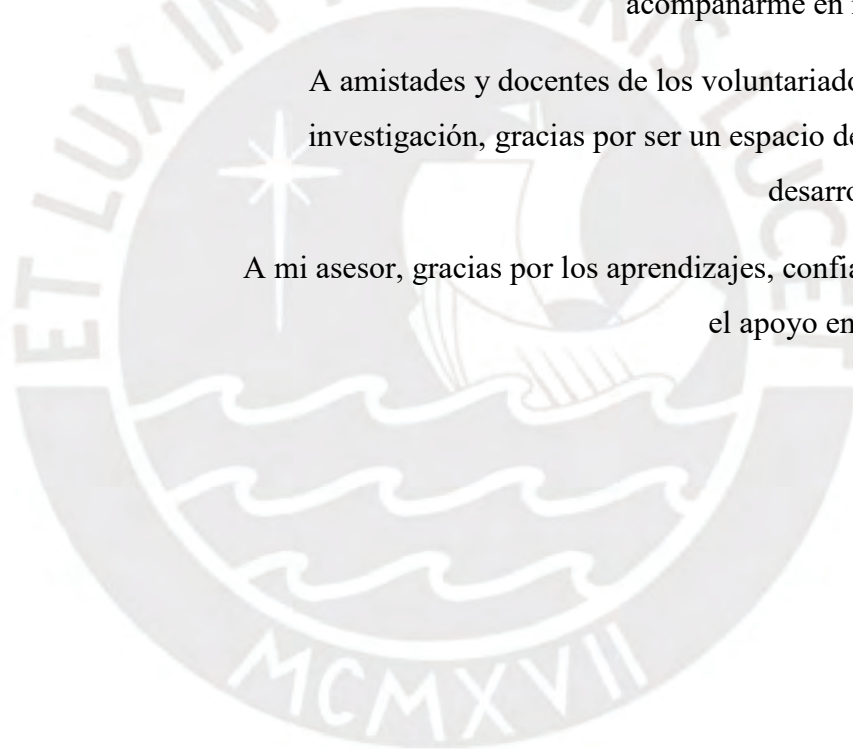 acompañarme en
A amistades y docentes de los
investigación, gracias por ser un espacio
A mi asesor, gracias por los aprendizajes,
el apoyo en
ET LUX IN
LUCET
MCMXVII